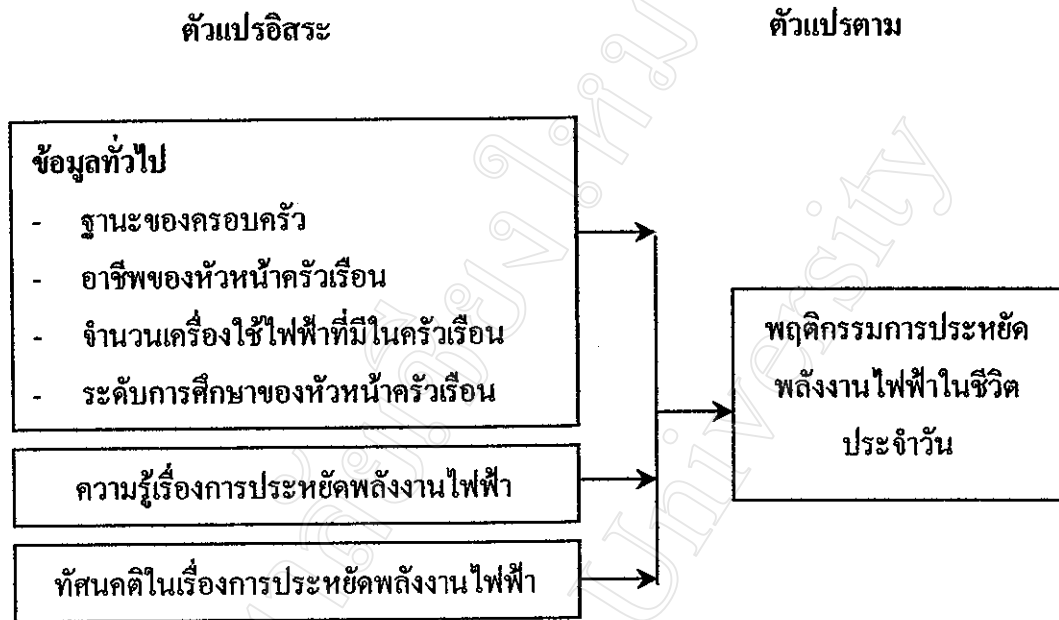 ตัวแปรอิสระ
ตัวแปรตาม
ข้อมูลทั่วไป
- ฐานะของครอบครัว
- อาชีพของหัวหน้าครัวเรือน
- จำนวนเครื่องใช้ไฟฟ้าที่มีในครัวเรือน
- ระดับการศึกษาของหัวหน้าครัวเรือน
ความรู้เรื่องการประหยัดพลังงานไฟฟ้า
ทัศนคติในเรื่องการประหยัดพลังงานไฟฟ้า
พฤติกรรมการประหยัด
พลังงานไฟฟ้าในชีวิต
ประจำวัน
University